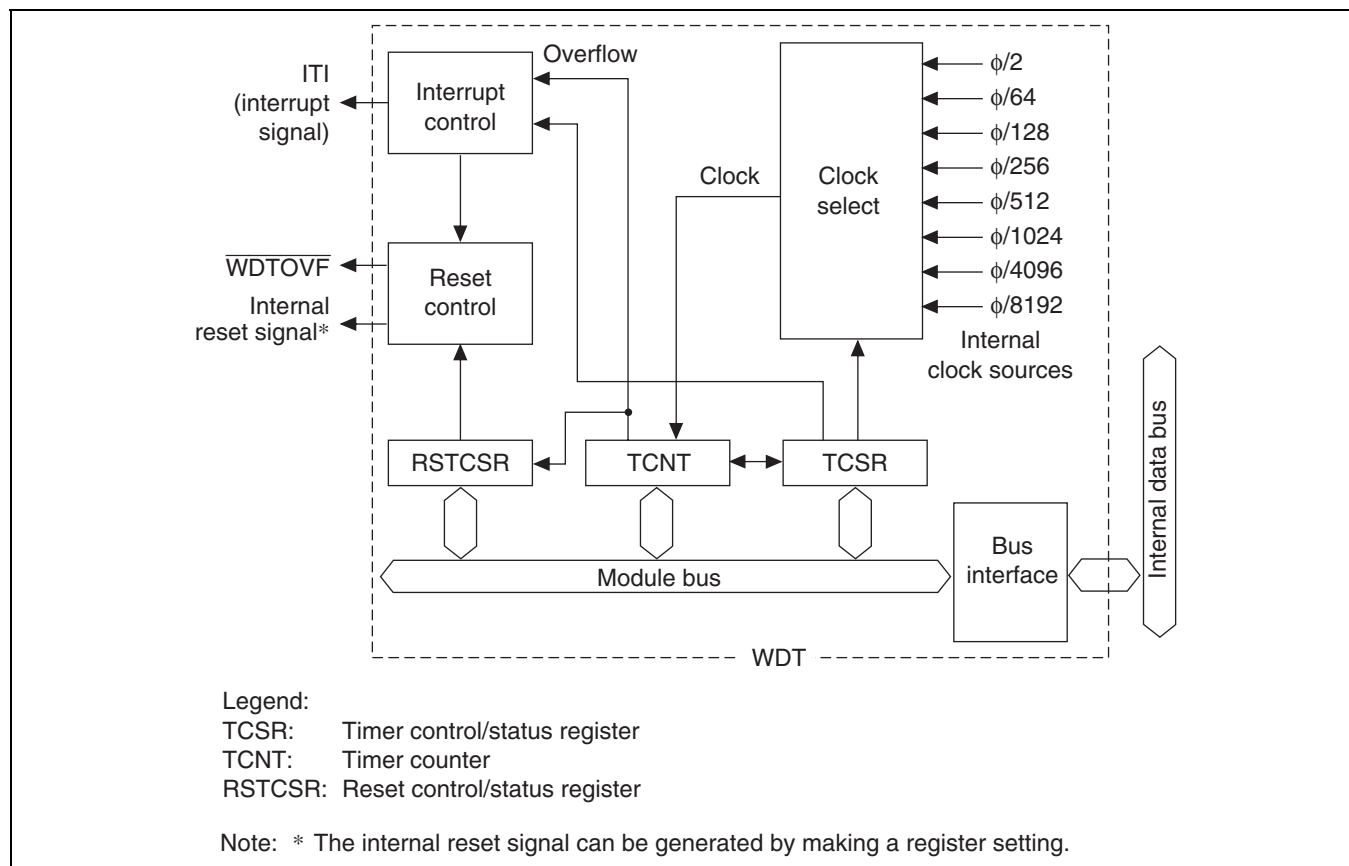 Overflow
ITI
(interrupt
signal)
Interrupt
control
Clock
Clock
select
ϕ/2
ϕ/64
ϕ/128
ϕ/256
ϕ/512
ϕ/1024
ϕ/4096
ϕ/8192
Internal
clock sources
WDTOVF
Internal
reset signal*
Reset
control
RSTCSR
TCNT
TCSR
Module bus
Bus
interface
Internal data bus
WDT
Legend:
TCSR: Timer control/status register
TCNT: Timer counter
RSTCSR: Reset control/status register
Note: * The internal reset signal can be generated by making a register setting.